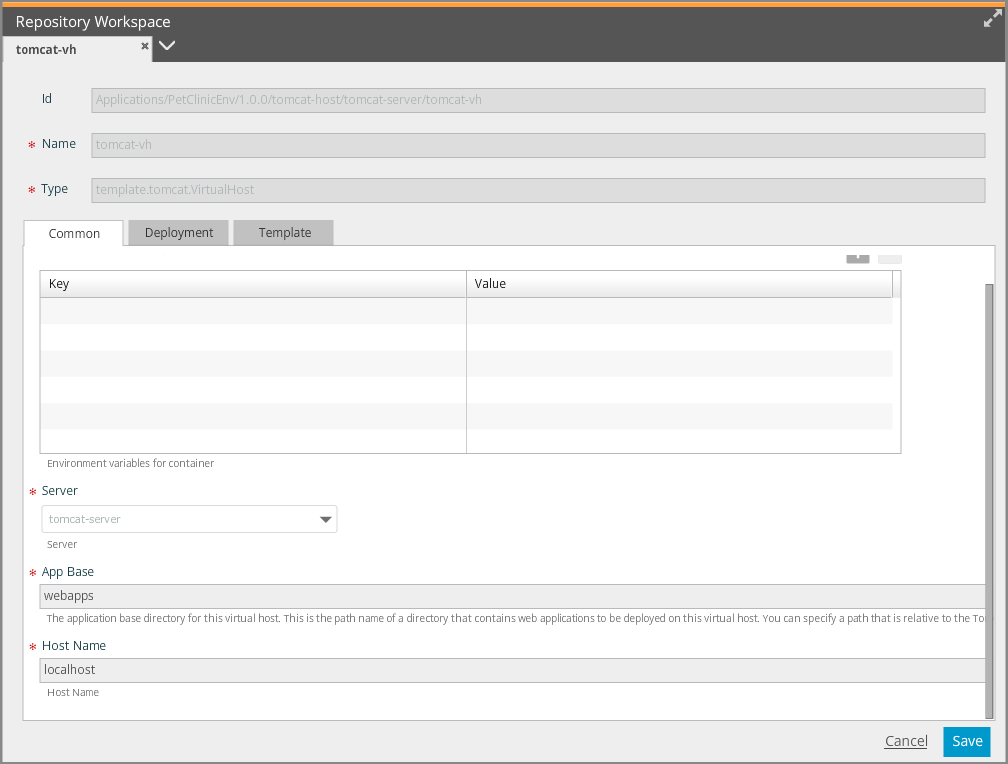 Repository Workspace
tomcat-vh
Id
Applications/PetClinicEnv/1.0.0/tomcat-host/tomcat-server/tomcat-vh
* Name
tomcat-vh
* Type
template.tomcat.VirtualHost
Common Deployment Template
Key Value
Environment variables for container
* Server
tomcat-server
Server
* App Base
webapps
The application base directory for this virtual host. This is the path name of a directory that contains web applications to be deployed on this virtual host. You can specify a path that is relative to the To
* Host Name
localhost
Host Name
Cancel Save